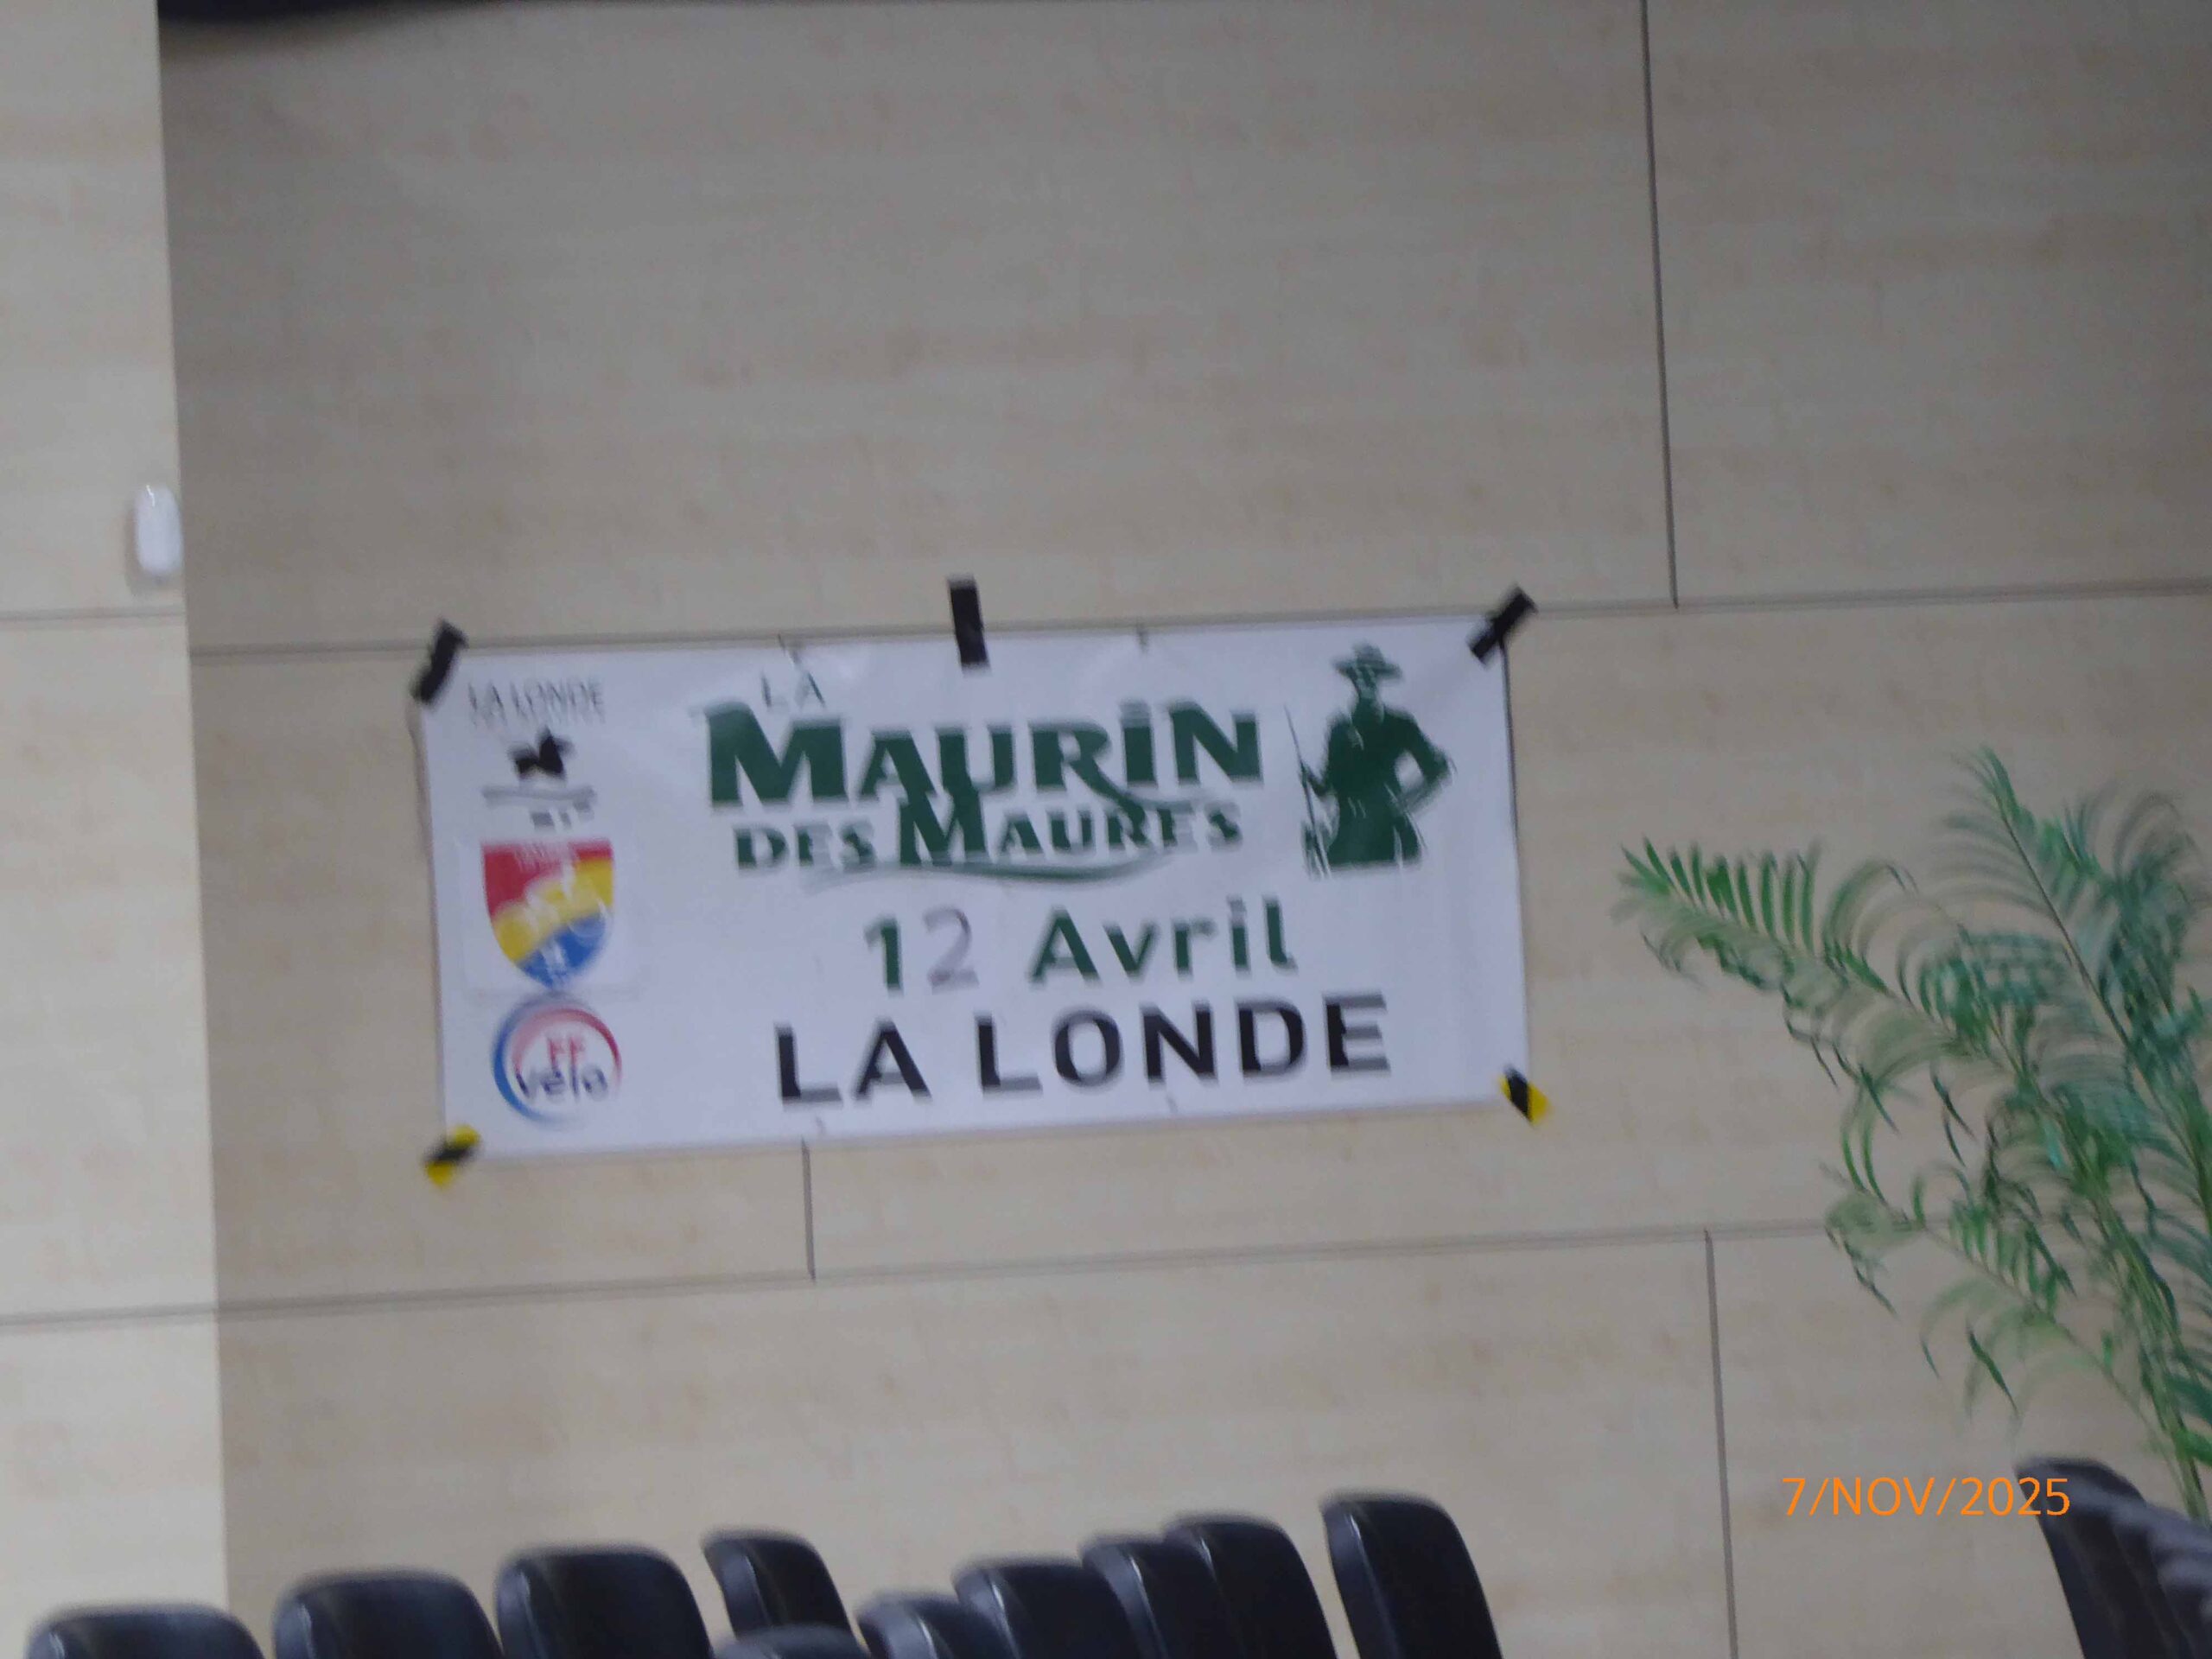 LA LONDE
LA
MAURIN
DES MAURES
12 Avril
LA LONDE
FF
vélo
7/NOV/2025